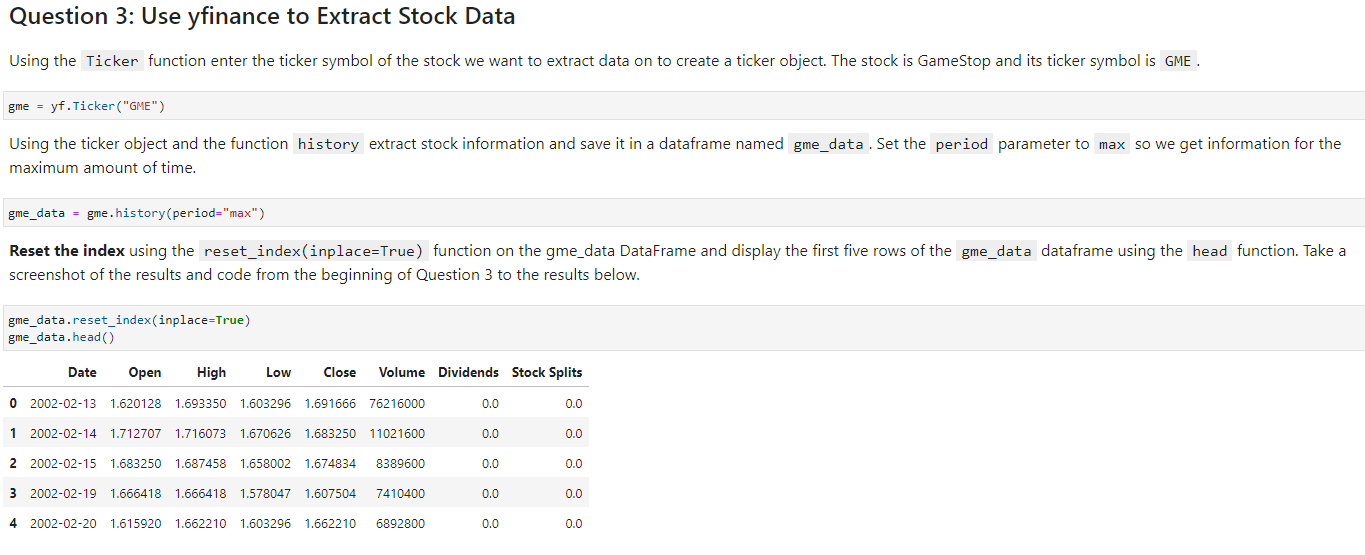 Question 3: Use yfinance to Extract Stock Data
Using the Ticker function enter the ticker symbol of the stock we want to extract data on to create a ticker object. The stock is GameStop and its ticker symbol is GME .
gme = yf.Ticker("GME")
Using the ticker object and the function history extract stock information and save it in a dataframe named gme_data . Set the period parameter to max so we get information for the
maximum amount of time.
gme_data = gme.history(period="max")
Reset the index using the reset_index(inplace=True) function on the gme_data DataFrame and display the first five rows of the gme_data dataframe using the head function. Take a
screenshot of the results and code from the beginning of Question 3 to the results below.
gme_data.reset_index(inplace=True)
gme_data.head()
Date Open High Low Close Volume Dividends Stock Splits
0 2002-02-13 1.620128 1.693350 1.603296 1.691666 76216000 0.0 0.0
1 2002-02-14 1.712707 1.716073 1.670626 1.683250 11021600 0.0 0.0
2 2002-02-15 1.683250 1.687458 1.658002 1.674834 8389600 0.0 0.0
3 2002-02-19 1.666418 1.666418 1.578047 1.607504 7410400 0.0 0.0
4 2002-02-20 1.615920 1.662210 1.603296 1.662210 6892800 0.0 0.0